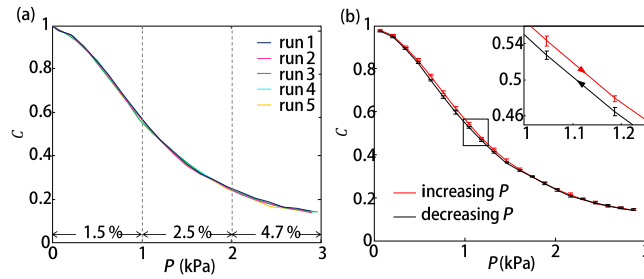 (a)
C
1
0.8
0.6
0.4
0.2
0
run 1
run 2
run 3
run 4
run 5
1.5 % 2.5 % 4.7 %
0 1 2 3
P (kPa)
(b)
C
1
0.8
0.6
0.4
0.2
0
0.54
0.5
0.46
1 1.1 1.2
increasing P
decreasing P
0 1 2 3
P (kPa)